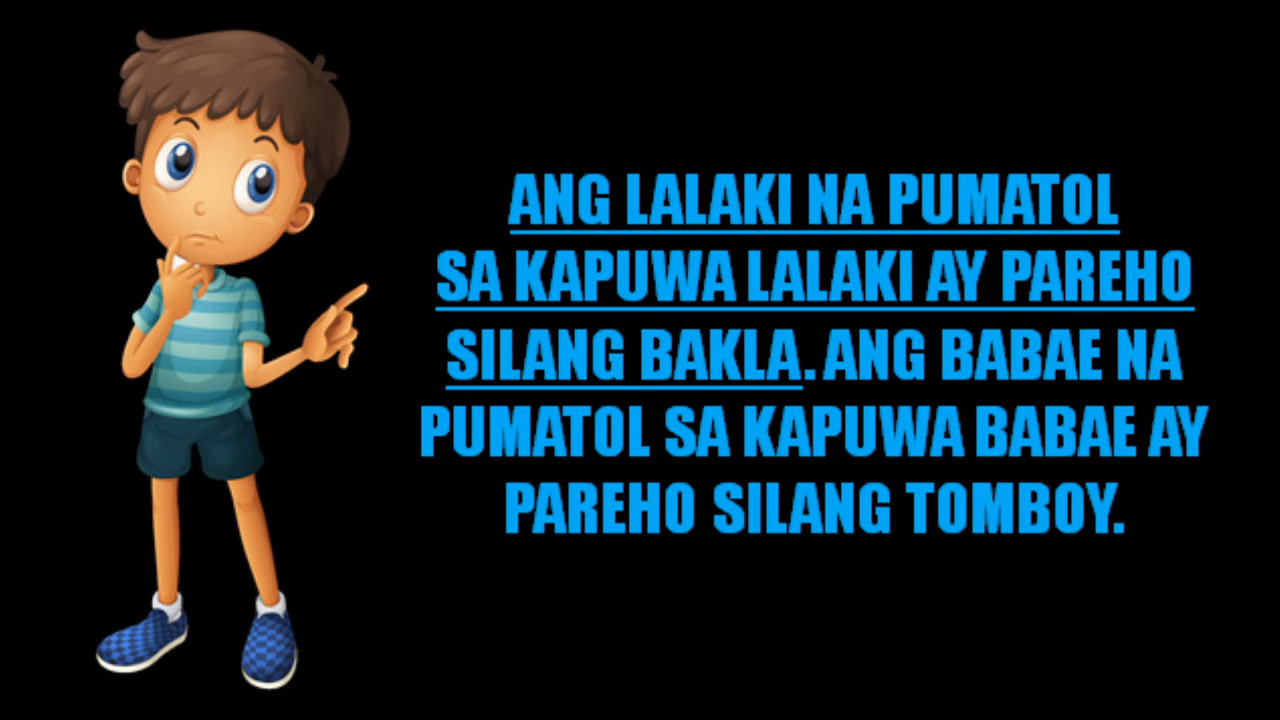 ANG LALAKI NA PUMATOL
SA KAPUWA LALAKI AY PAREHO
SILANG BAKLA. ANG BABAE NA
PUMATOL SA KAPUWA BABAE AY
PAREHO SILANG TOMBOY.